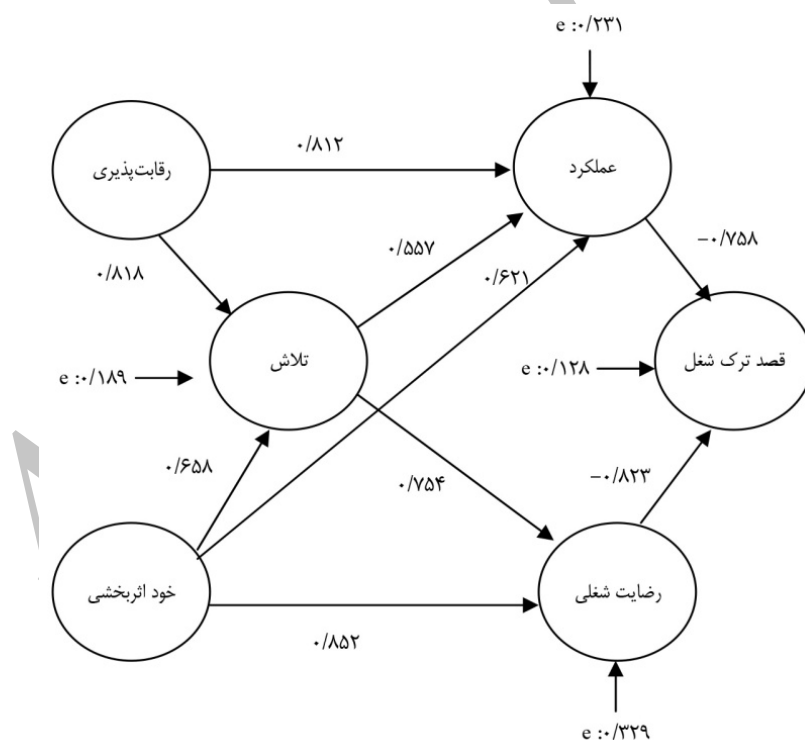 e :۰/۲۳۱
رقابت‌پذیری
۰/۸۱۲
عملکرد
۰/۸۱۸
۰/۵۵۷
۰/۶۲۱
-۰/۷۵۸
e :۰/۱۸۹
تلاش
e :۰/۱۲۸
قصد ترک شغل
۰/۶۵۸
۰/۷۵۴
-۰/۸۲۳
خود اثربخشی
۰/۸۵۲
رضایت شغلی
e :۰/۳۲۹